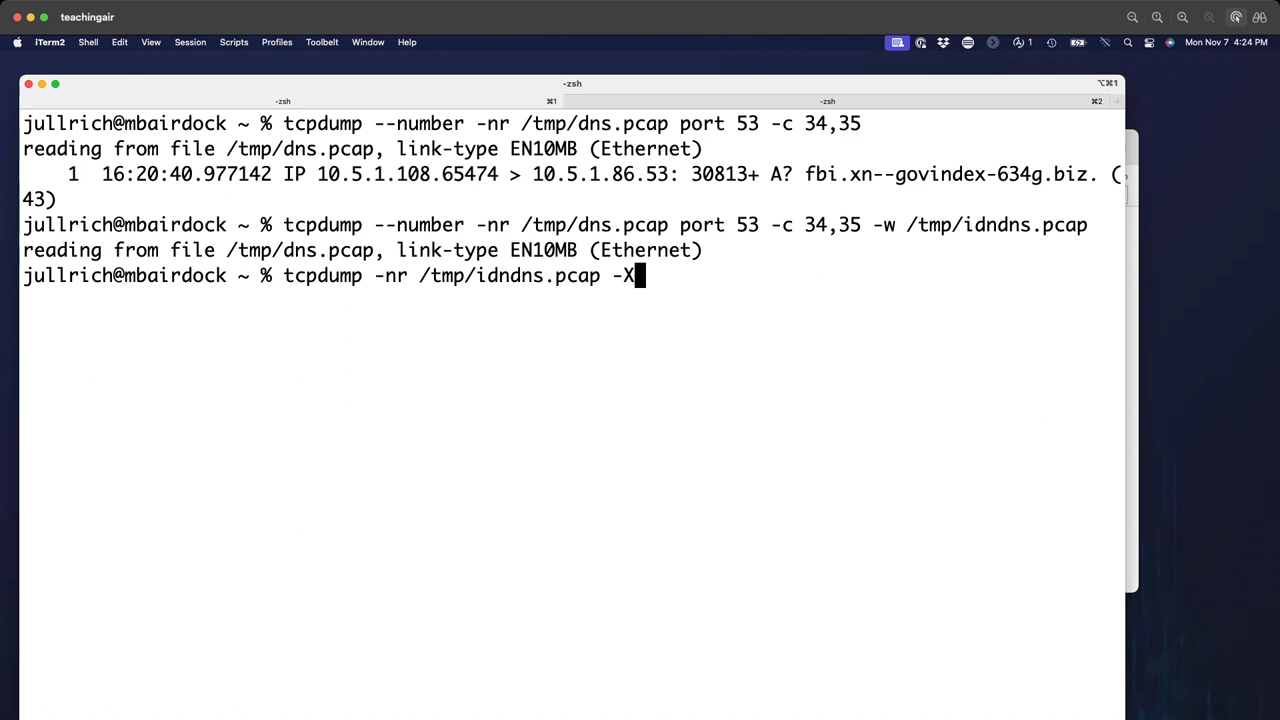 teachingair
iTerm2 Shell Edit View Session Scripts Profiles Toolbelt Window Help 1 Mon Nov 7 4:24 PM
-zsh ⌥⌘1
-zsh ⌘1 -zsh ⌘2 +
jullrich@mbairdock ~ % tcpdump --number -nr /tmp/dns.pcap port 53 -c 34,35
reading from file /tmp/dns.pcap, link-type EN10MB (Ethernet)
1 16:20:40.977142 IP 10.5.1.108.65474 > 10.5.1.86.53: 30813+ A? fbi.xn--govindex-634g.biz. (
43)
jullrich@mbairdock ~ % tcpdump --number -nr /tmp/dns.pcap port 53 -c 34,35 -w /tmp/idndns.pcap
reading from file /tmp/dns.pcap, link-type EN10MB (Ethernet)
jullrich@mbairdock ~ % tcpdump -nr /tmp/idndns.pcap -X